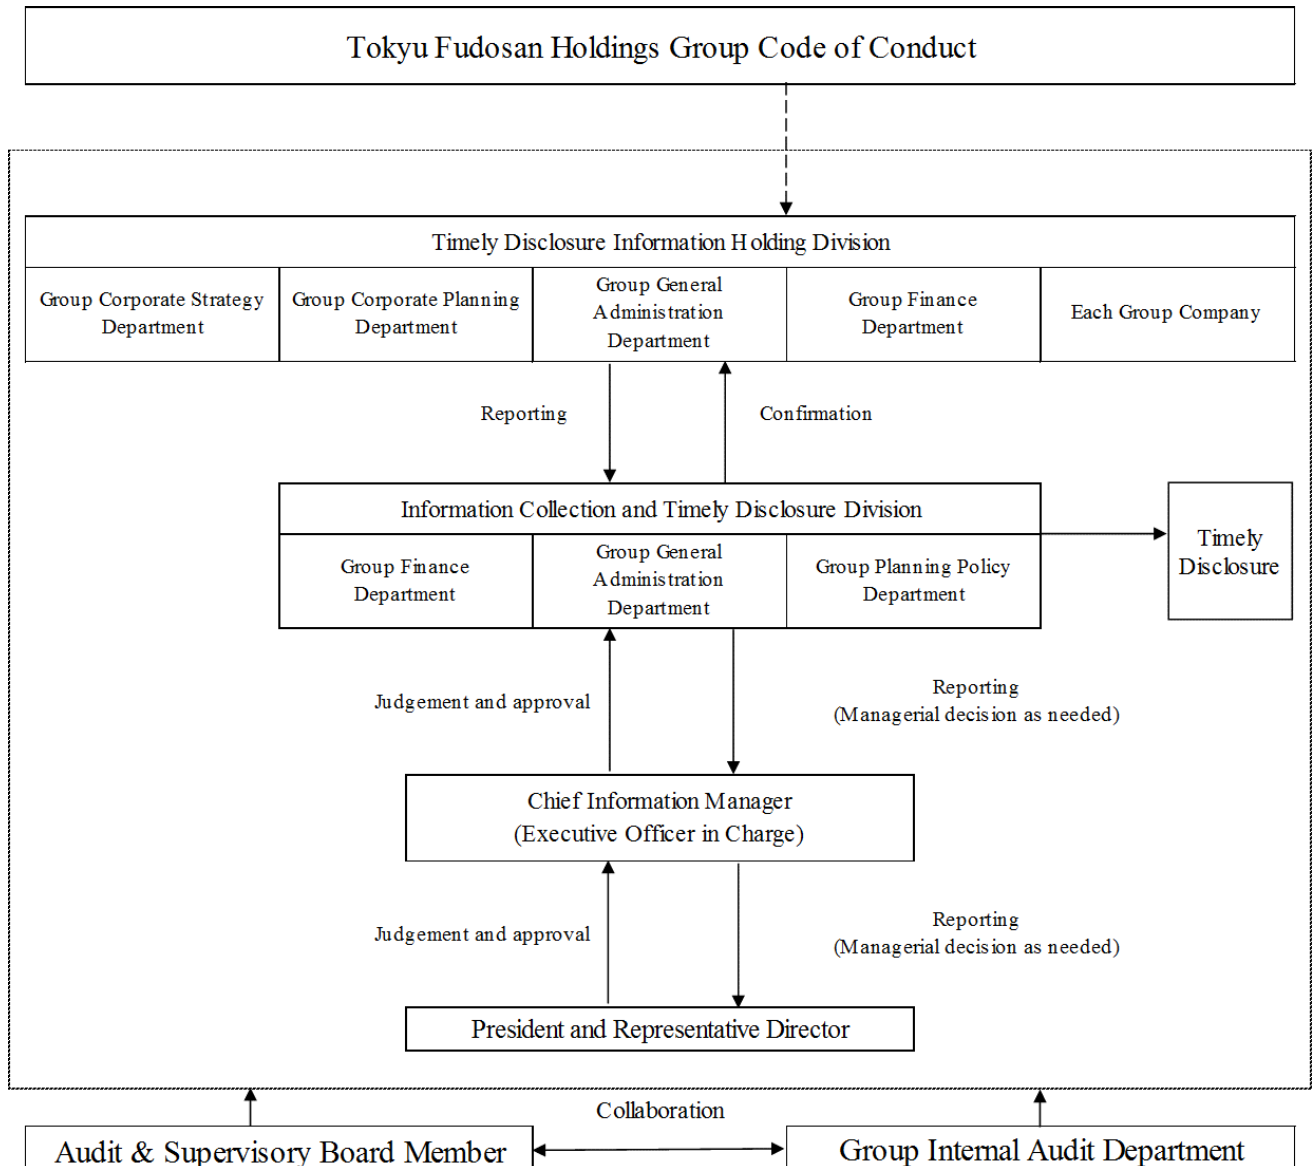 Tokyu Fudosan Holdings Group Code of Conduct
Timely Disclosure Information Holding Division
Group Corporate Strategy
Department
Group Corporate Planning
Department
Group General
Administration
Department
Group Finance
Department
Each Group Company
Reporting
Confirmation
Information Collection and Timely Disclosure Division
Group Finance
Department
Group General
Administration
Department
Group Planning Policy
Department
Timely
Disclosure
Judgement and approval
Reporting
(Managerial decision as needed)
Chief Information Manager
(Executive Officer in Charge)
Judgement and approval
Reporting
(Managerial decision as needed)
President and Representative Director
Collaboration
Audit & Supervisory Board Member
Group Internal Audit Department